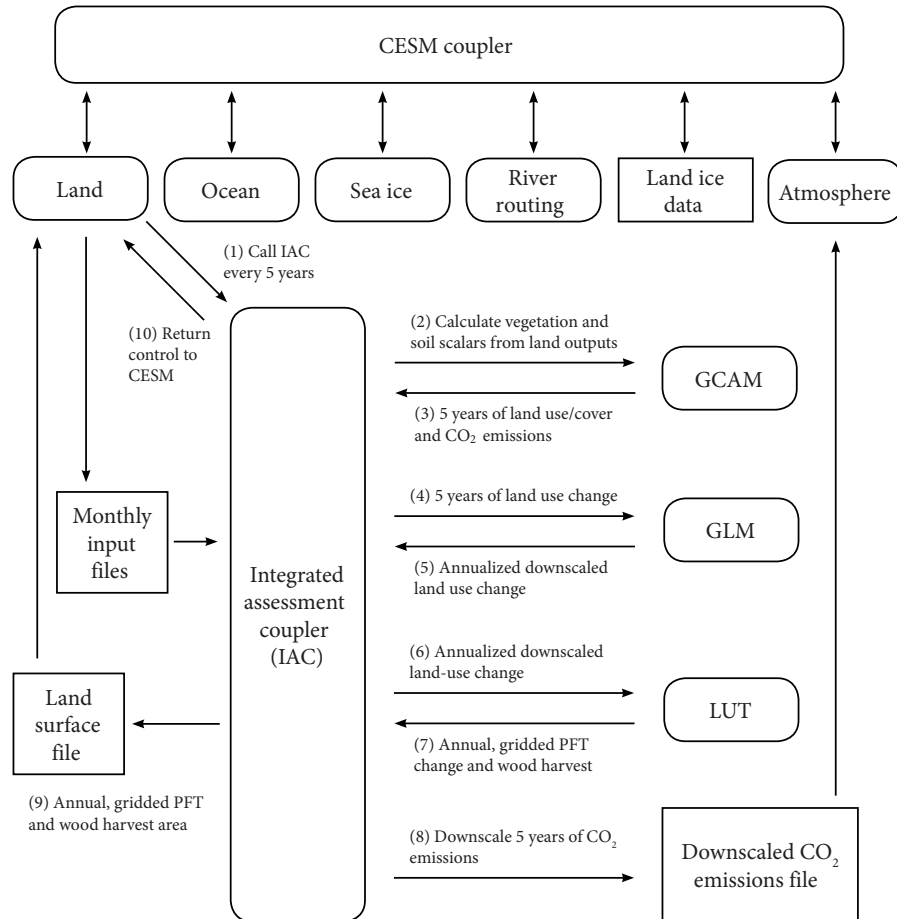 CESM coupler
Land
Ocean
Sea ice
River
routing
Land ice
data
Atmosphere
(1) Call IAC
every 5 years
(10) Return
control to
CESM
(2) Calculate vegetation and
soil scalars from land outputs
GCAM
(3) 5 years of land use/cover
and CO₂ emissions
Monthly
input
files
(4) 5 years of land use change
GLM
(5) Annualized downscaled
land use change
Integrated
assessment
coupler
(IAC)
(6) Annualized downscaled
land-use change
LUT
(7) Annual, gridded PFT
change and wood harvest
Land
surface
file
(9) Annual, gridded PFT
and wood harvest area
(8) Downscale 5 years of CO₂
emissions
Downscaled CO₂
emissions file